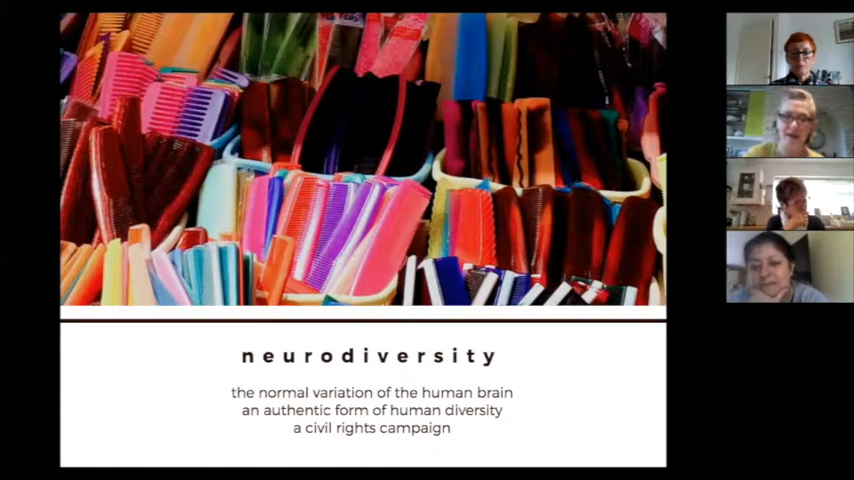 neurodiversity
the normal variation of the human brain
an authentic form of human diversity
a civil rights campaign